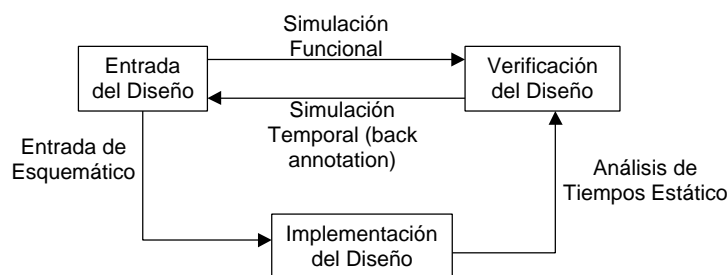 Simulación
Funcional
Entrada
del Diseño
Verificación
del Diseño
Simulación
Temporal (back
annotation)
Entrada de
Esquemático
Análisis de
Tiempos Estático
Implementación
del Diseño